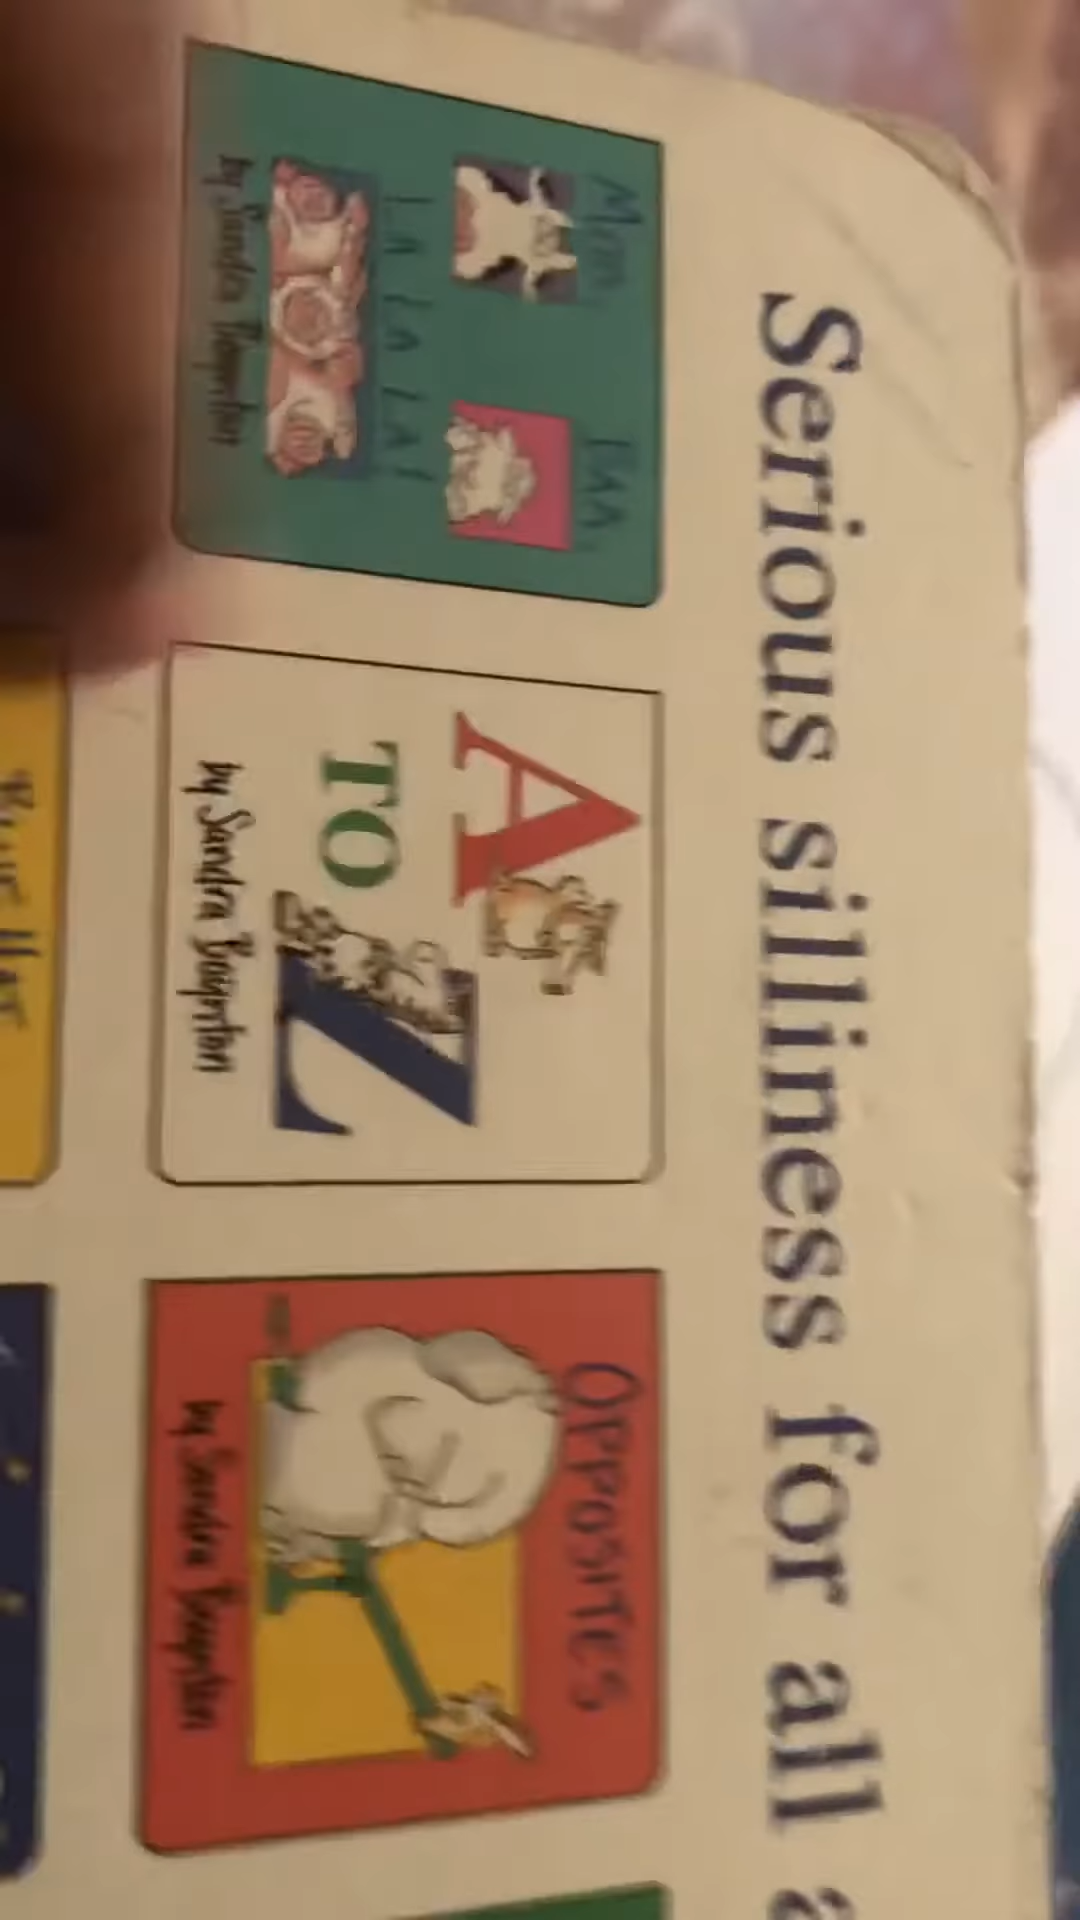 Serious silliness for all a
Moo,
BAA,
LA LA LA!
by Sandra Boynton
A
TO
Z
by Sandra Boynton
OPPOSITES
by Sandra Boynton